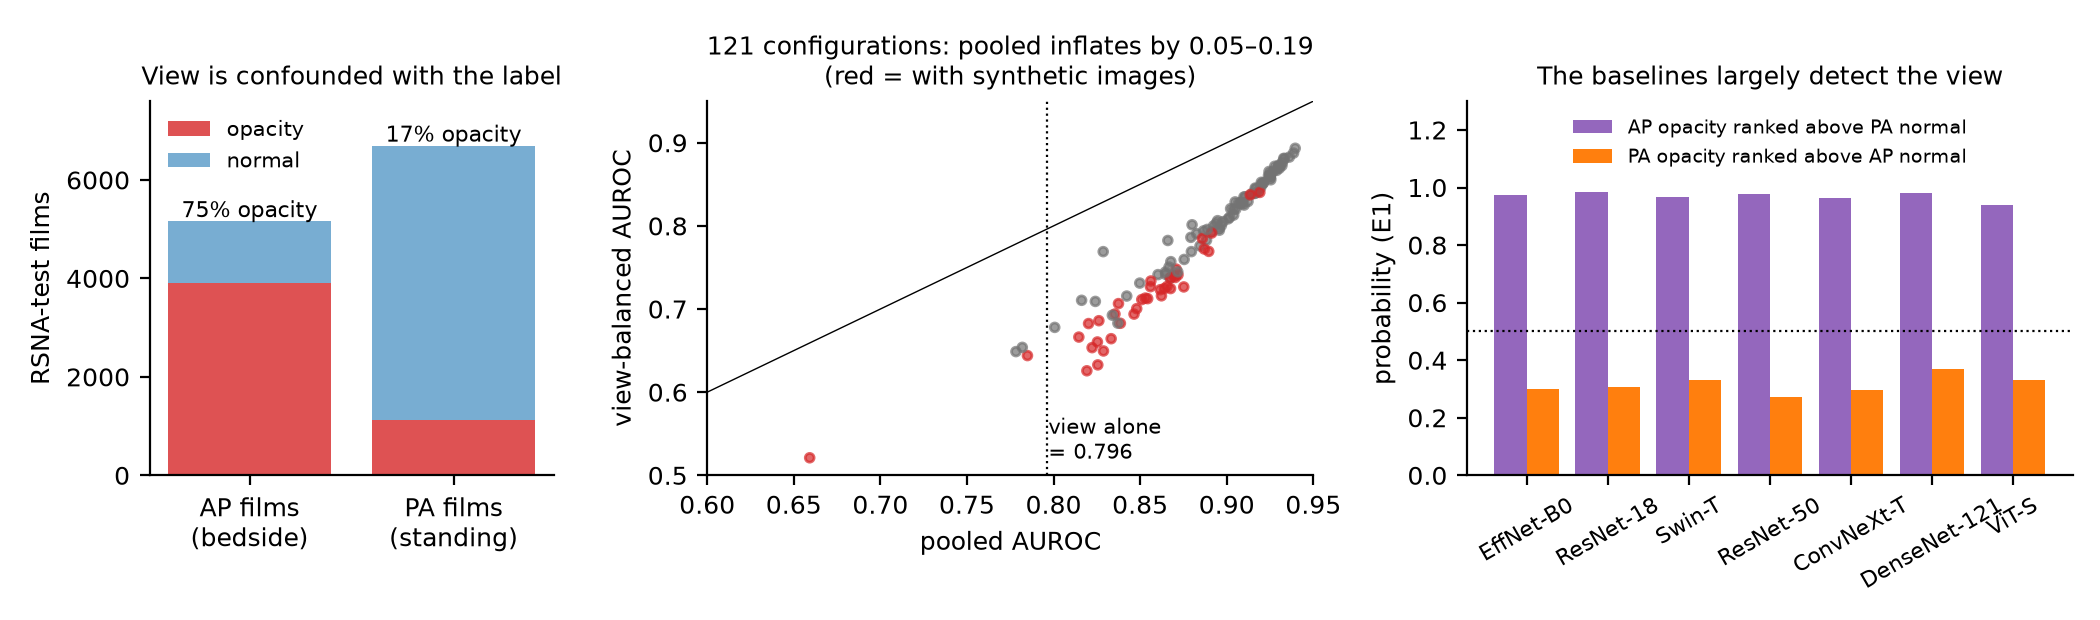 View is confounded with the label
opacity
normal
17% opacity
75% opacity
RSNA-test films
6000
4000
2000
0
AP films
(bedside)
PA films
(standing)
121 configurations: pooled inflates by 0.05–0.19
(red = with synthetic images)
view-balanced AUROC
0.9
0.8
0.7
0.6
0.5
view alone
= 0.796
0.60
0.65
0.70
0.75
0.80
0.85
0.90
0.95
pooled AUROC
The baselines largely detect the view
AP opacity ranked above PA normal
PA opacity ranked above AP normal
probability (E1)
1.2
1.0
0.8
0.6
0.4
0.2
0.0
EffNet-B0
ResNet-18
Swin-T
ResNet-50
ConvNeXt-T
DenseNet-121
ViT-S